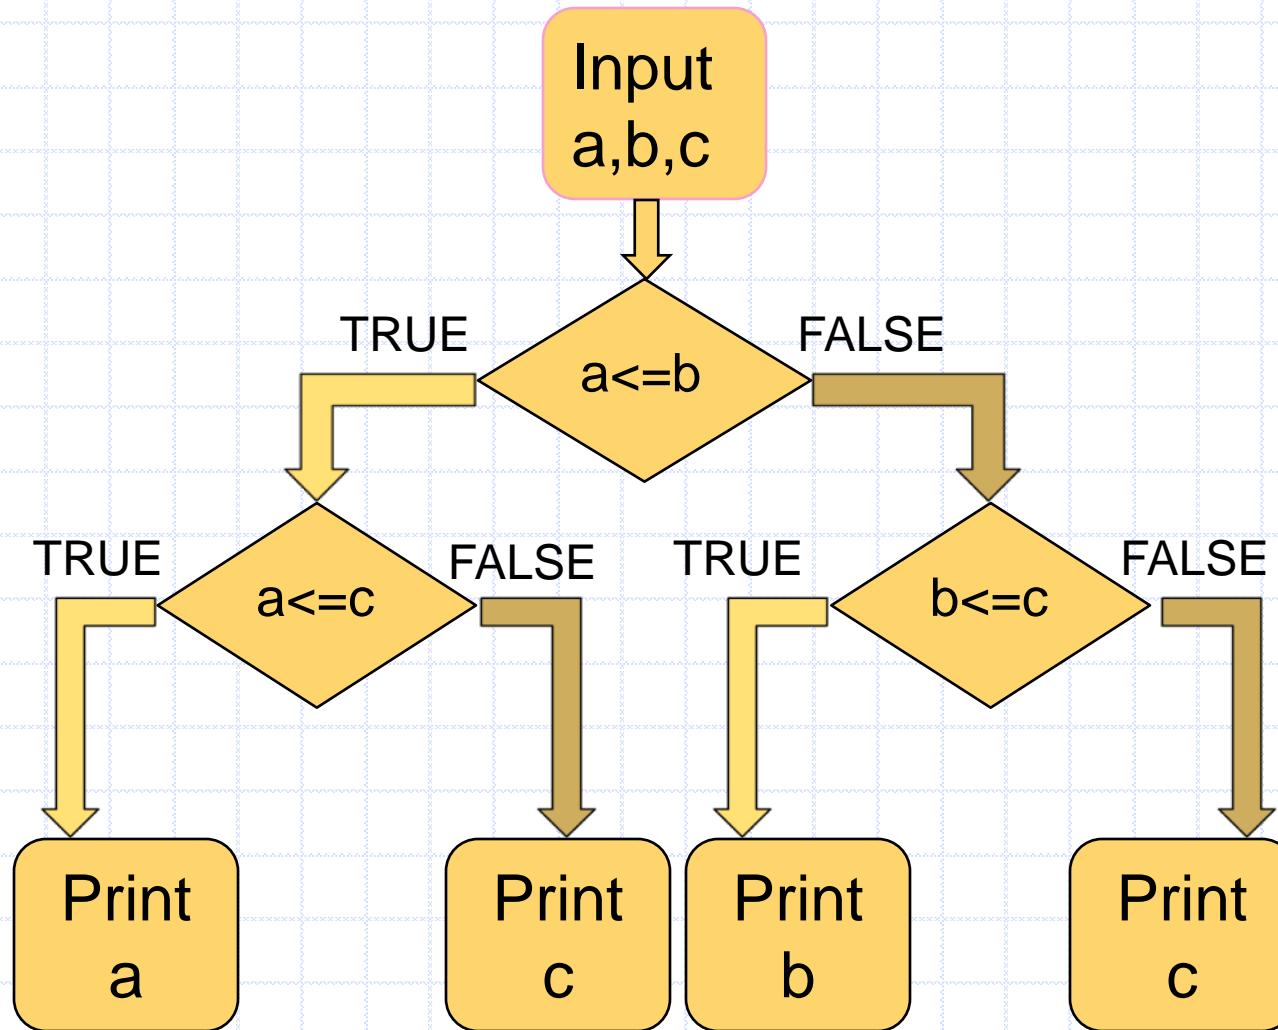 Input
a,b,c
TRUE
FALSE
a<=b
TRUE
FALSE
TRUE
FALSE
a<=c
b<=c
Print
a
Print
c
Print
b
Print
c